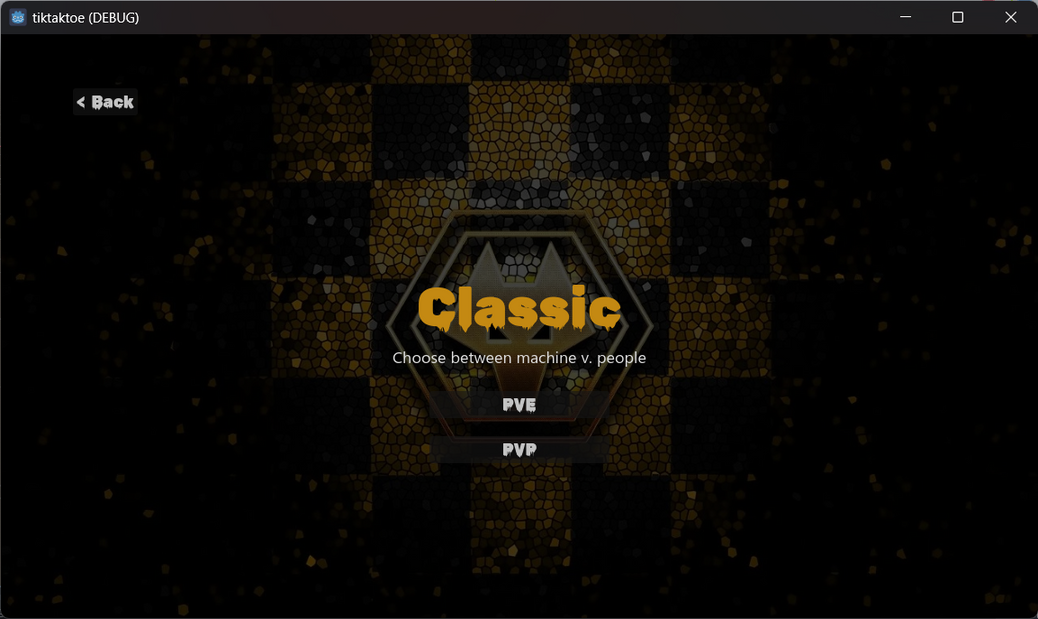 tiktaktoe (DEBUG)
< Back
Classic
Choose between machine v. people
PVE
PVP